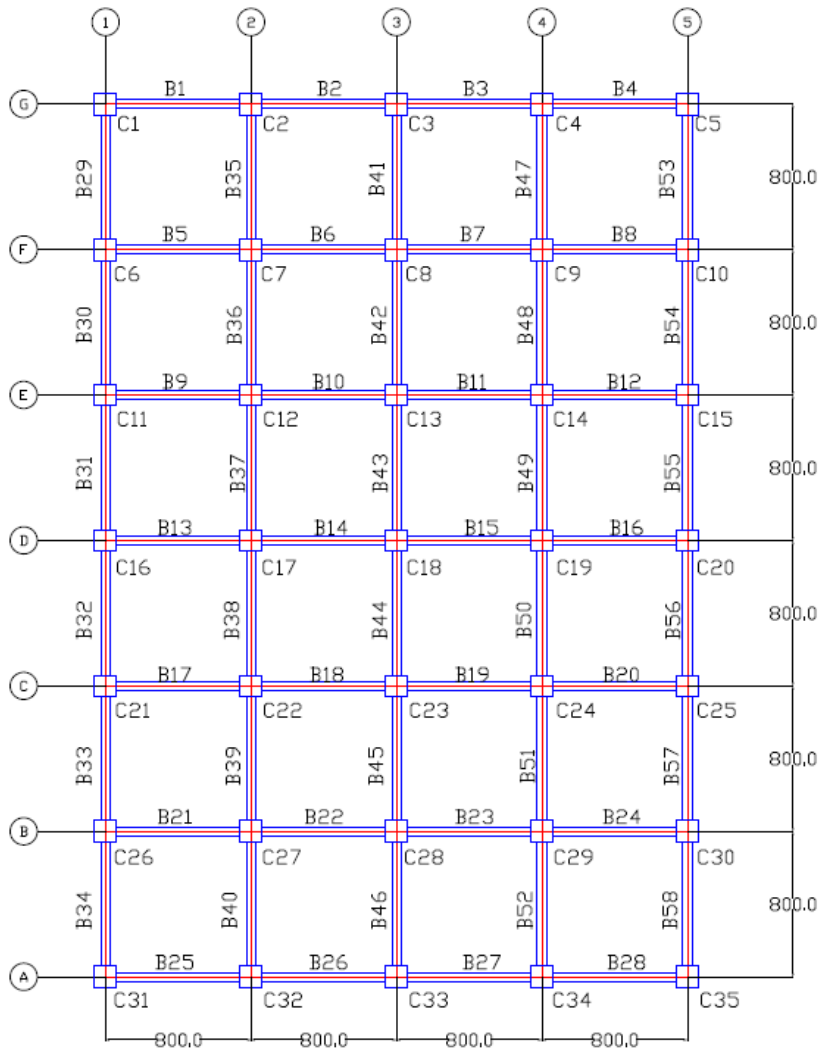 1 2 3 4 5
G B1 B2 B3 B4
C1 C2 C3 C4 C5
B29 B35 B41 B47 B53 800.0
F B5 B6 B7 B8
C6 C7 C8 C9 C10
B30 B36 B42 B48 B54 800.0
E B9 B10 B11 B12
C11 C12 C13 C14 C15
B31 B37 B43 B49 B55 800.0
D B13 B14 B15 B16
C16 C17 C18 C19 C20
B32 B38 B44 B50 B56 800.0
C B17 B18 B19 B20
C21 C22 C23 C24 C25
B33 B39 B45 B51 B57 800.0
B B21 B22 B23 B24
C26 C27 C28 C29 C30
B34 B40 B46 B52 B58 800.0
A B25 B26 B27 B28
C31 C32 C33 C34 C35
800.0 800.0 800.0 800.0